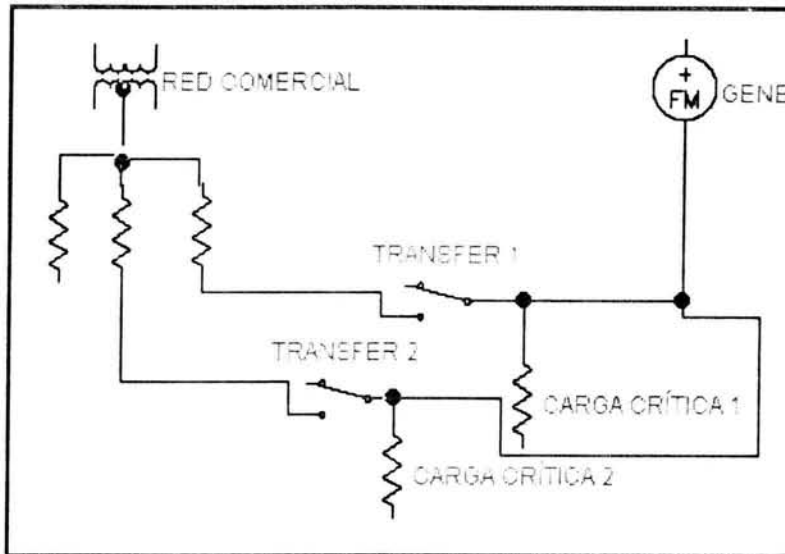 RED COMERCIAL
+
FM
GENE
TRANSFER 1
TRANSFER 2
CARGA CRÍTICA 1
CARGA CRÍTICA 2